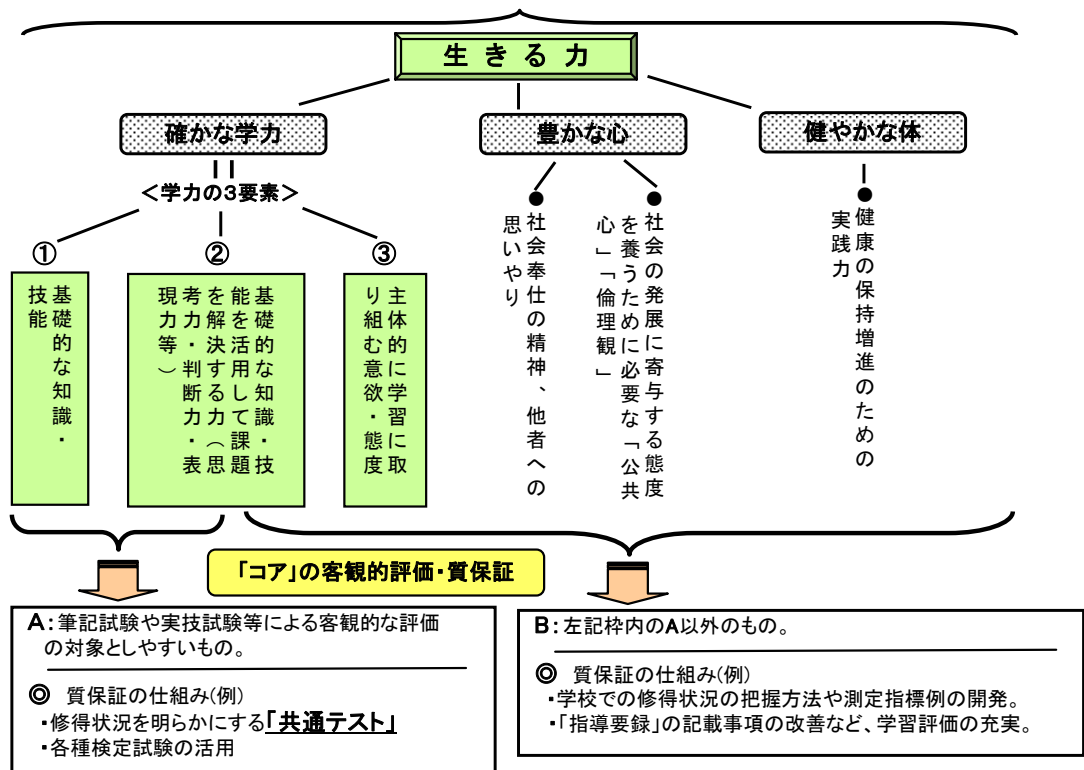 生きる力
確かな学力
豊かな心
健やかな体
＜学力の３要素＞
①
②
③
基礎的な知識・
技能
基礎的な知識・技
能を活用して課題
を解決する力（思
考力・判断力・表
現力等）
主体的に学習に取
り組む意欲・態度
●社会奉仕の精神、他者への
思いやり
●社会の発展に寄与する態度
を養うために必要な「公共
心」「倫理観」
●健康の保持増進のための
実践力
「コア」の客観的評価・質保証
A：筆記試験や実技試験等による客観的な評価
の対象としやすいもの。
◎ 質保証の仕組み(例)
・修得状況を明らかにする「共通テスト」
・各種検定試験の活用
B：左記枠内のA以外のもの。
◎ 質保証の仕組み(例)
・学校での修得状況の把握方法や測定指標例の開発。
・「指導要録」の記載事項の改善など、学習評価の充実。